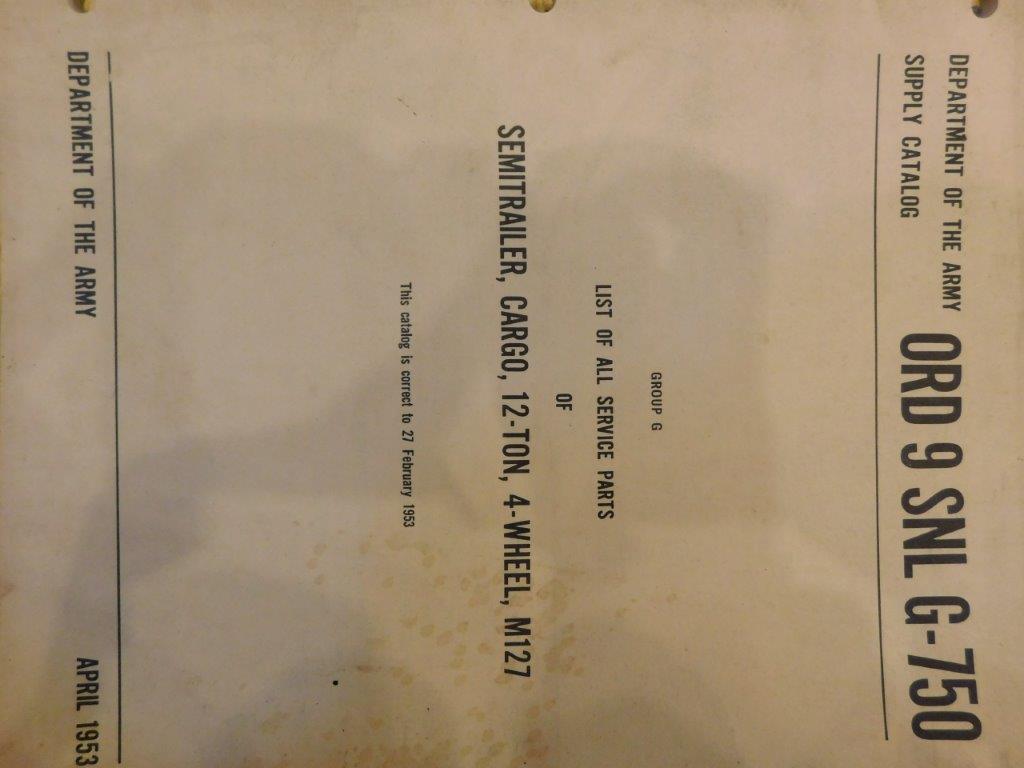 DEPARTMENT OF THE ARMY
SUPPLY CATALOG
ORD 9 SNL G-750
GROUP G
LIST OF ALL SERVICE PARTS
OF
SEMITRAILER, CARGO, 12-TON, 4-WHEEL, M127
This catalog is correct to 27 February 1953
DEPARTMENT OF THE ARMY APRIL 1953